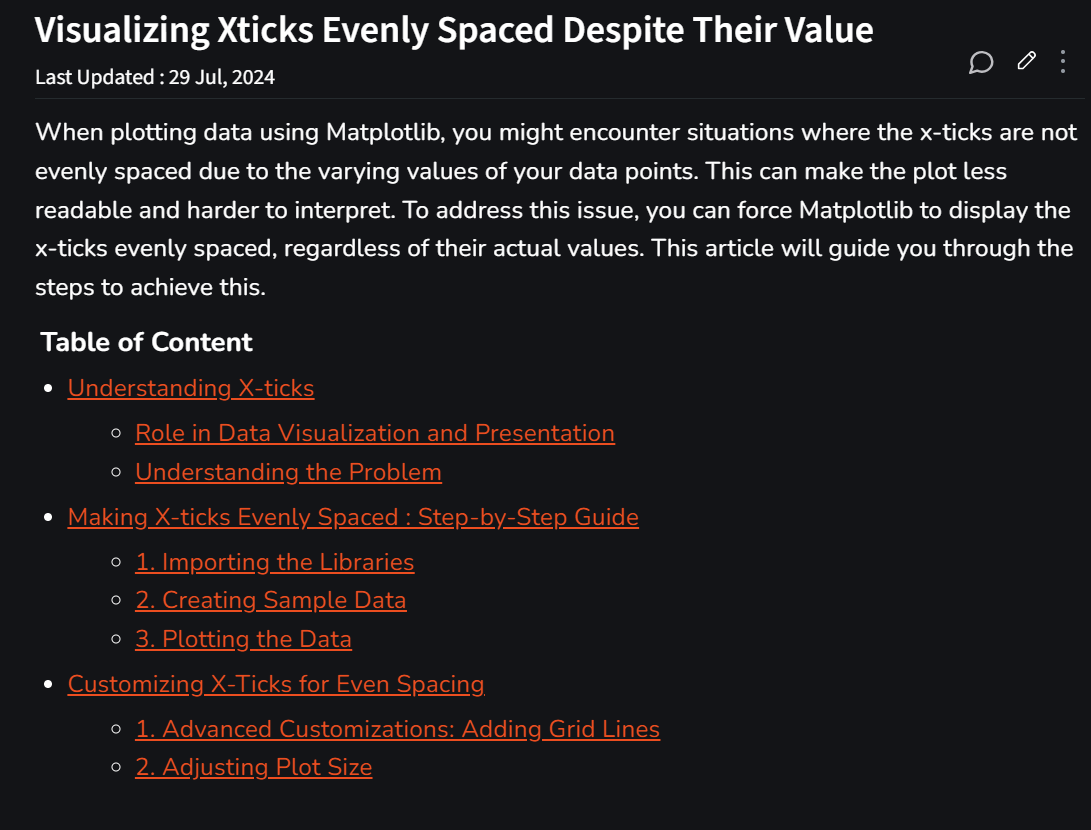 Visualizing Xticks Evenly Spaced Despite Their Value
Last Updated : 29 Jul, 2024
When plotting data using Matplotlib, you might encounter situations where the x-ticks are not
evenly spaced due to the varying values of your data points. This can make the plot less
readable and harder to interpret. To address this issue, you can force Matplotlib to display the
x-ticks evenly spaced, regardless of their actual values. This article will guide you through the
steps to achieve this.
Table of Content
Understanding X-ticks
Role in Data Visualization and Presentation
Understanding the Problem
Making X-ticks Evenly Spaced : Step-by-Step Guide
1. Importing the Libraries
2. Creating Sample Data
3. Plotting the Data
Customizing X-Ticks for Even Spacing
1. Advanced Customizations: Adding Grid Lines
2. Adjusting Plot Size